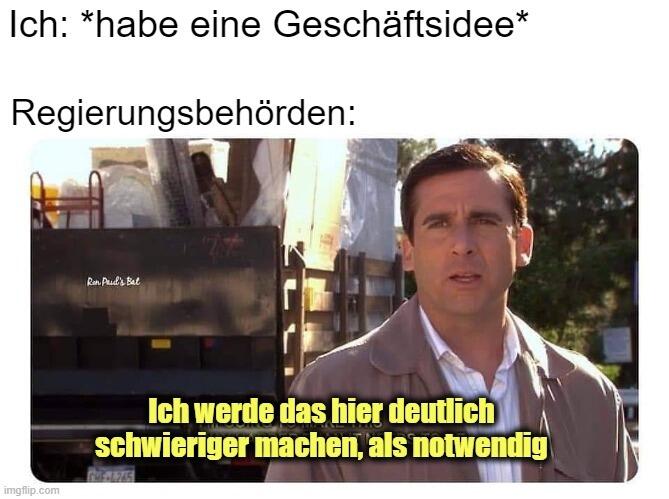 Ich: *habe eine Geschäftsidee*
Regierungsbehörden:
Ron Paul's Bat
Ich werde das hier deutlich
schwieriger machen, als notwendig
imgflip.com